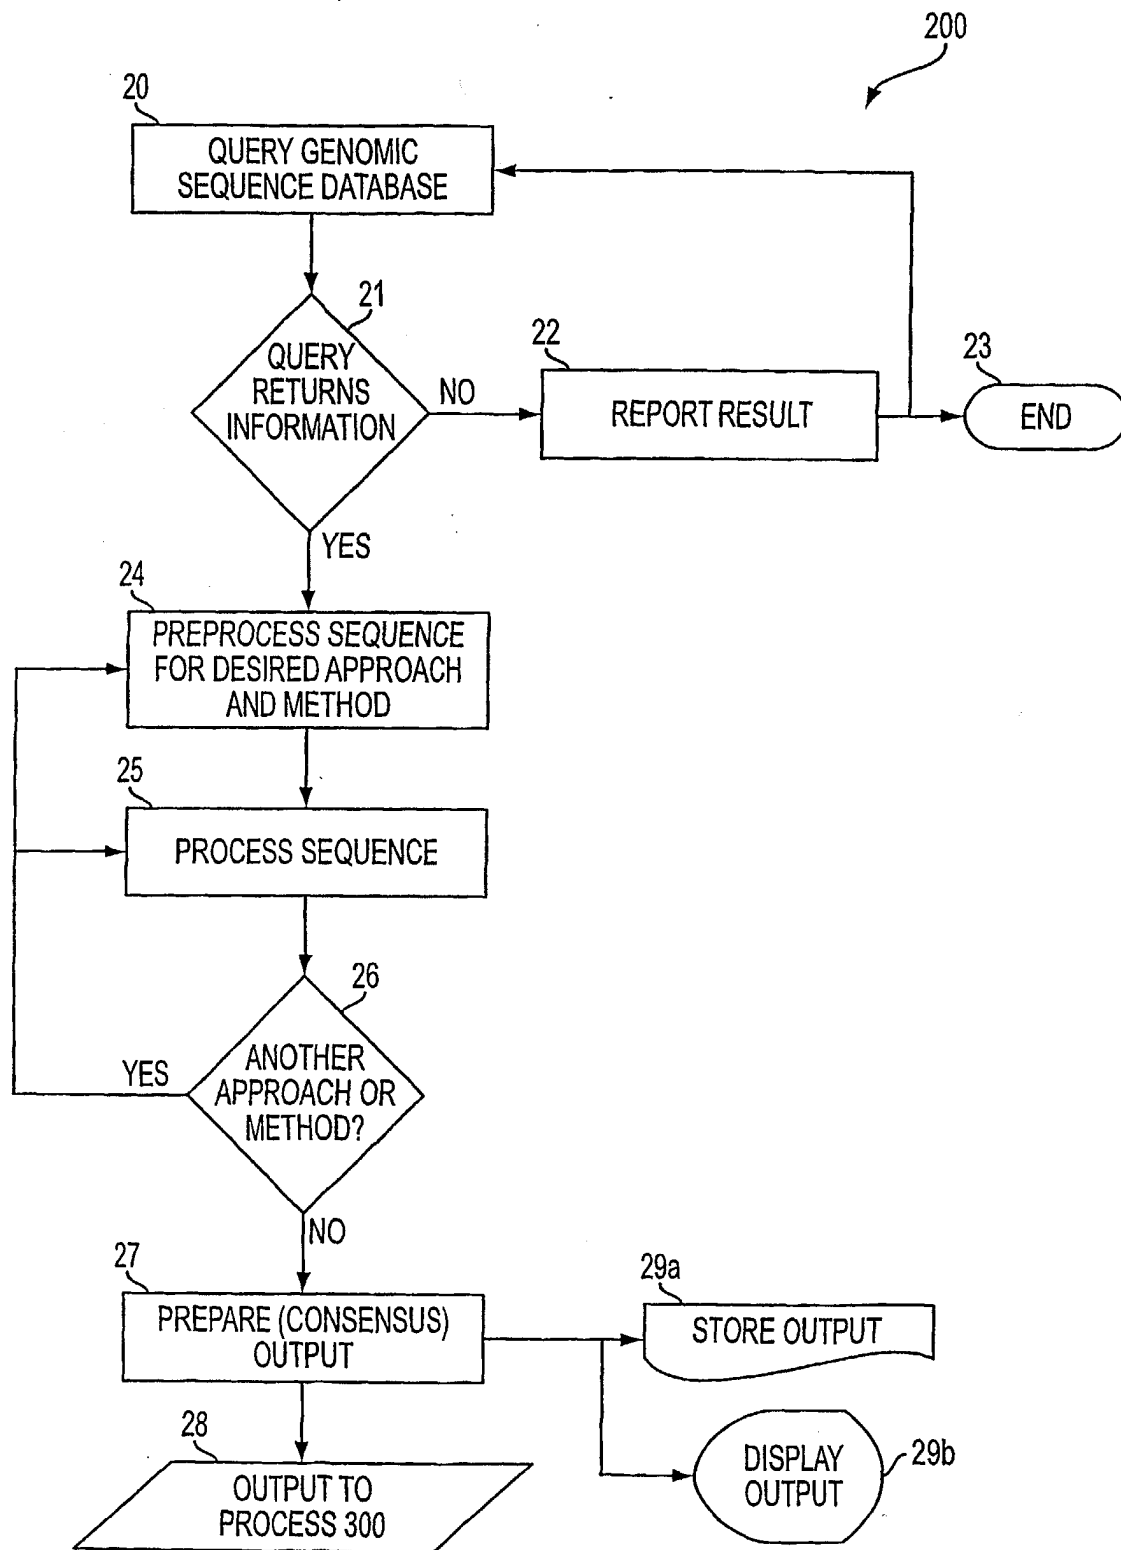 200
20
QUERY GENOMIC
SEQUENCE DATABASE
21
QUERY
RETURNS
INFORMATION
NO
22
REPORT RESULT
23
END
YES
24
PREPROCESS SEQUENCE
FOR DESIRED APPROACH
AND METHOD
25
PROCESS SEQUENCE
26
ANOTHER
APPROACH OR
METHOD?
YES
NO
27
PREPARE (CONSENSUS)
OUTPUT
29a
STORE OUTPUT
28
OUTPUT TO
PROCESS 300
DISPLAY
OUTPUT
29b